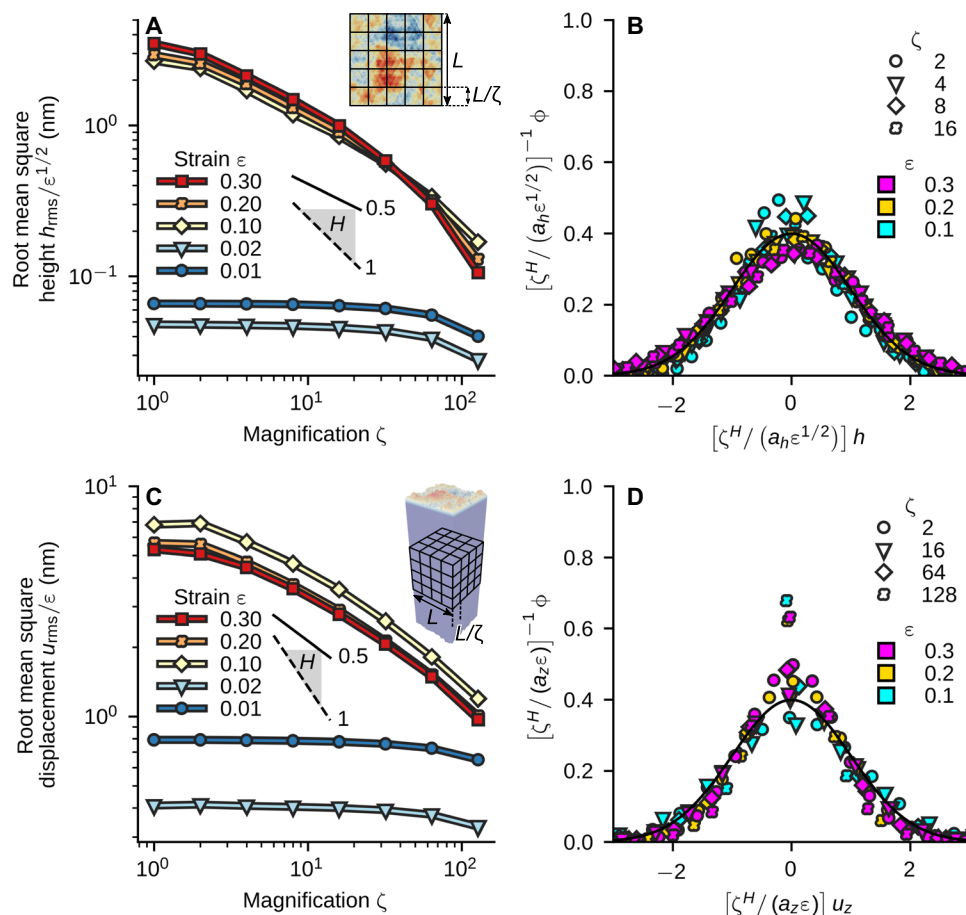 A
Root mean square
height h_rms/ε^1/2 (nm)
10^0
10^-1
L
L/ζ
Strain ε
0.30
0.20
0.10
0.02
0.01
0.5
H
1
10^0
10^1
10^2
Magnification ζ
B
[ζ^H / (a_h ε^1/2)]^-1 ϕ
1.0
0.8
0.6
0.4
0.2
0.0
ζ
2
4
8
16
ε
0.3
0.2
0.1
−2
0
2
[ζ^H / (a_h ε^1/2)] h
C
Root mean square
displacement u_rms/ε (nm)
10^1
10^0
L
L/ζ
Strain ε
0.30
0.20
0.10
0.02
0.01
0.5
H
1
10^0
10^1
10^2
Magnification ζ
D
[ζ^H / (a_z ε)]^-1 ϕ
1.0
0.8
0.6
0.4
0.2
0.0
ζ
2
16
64
128
ε
0.3
0.2
0.1
−2
0
2
[ζ^H / (a_z ε)] u_z